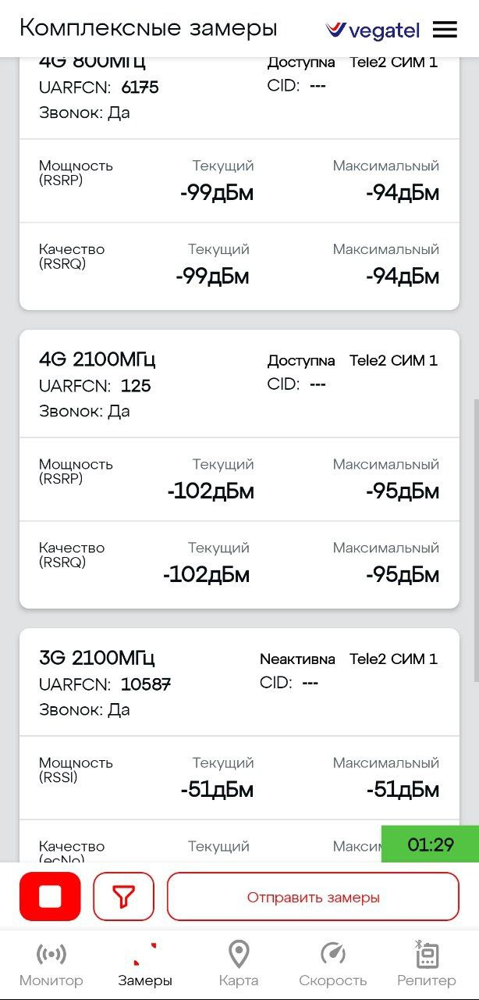 Комплексные замеры
vegatel
4G 800МГц Доступна Tele2 СИМ 1
UARFCN: 6175 CID: ---
Звонок: Да
Мощность Текущий Максимальный
(RSRP) -99дБм -94дБм
Качество Текущий Максимальный
(RSRQ) -99дБм -94дБм
4G 2100МГц Доступна Tele2 СИМ 1
UARFCN: 125 CID: ---
Звонок: Да
Мощность Текущий Максимальный
(RSRP) -102дБм -95дБм
Качество Текущий Максимальный
(RSRQ) -102дБм -95дБм
3G 2100МГц Неактивна Tele2 СИМ 1
UARFCN: 10587 CID: ---
Звонок: Да
Мощность Текущий Максимальный
(RSSI) -51дБм -51дБм
Качество Текущий Макси 01:29
(ecNo)
Отправить замеры
Монитор Замеры Карта Скорость Репитер